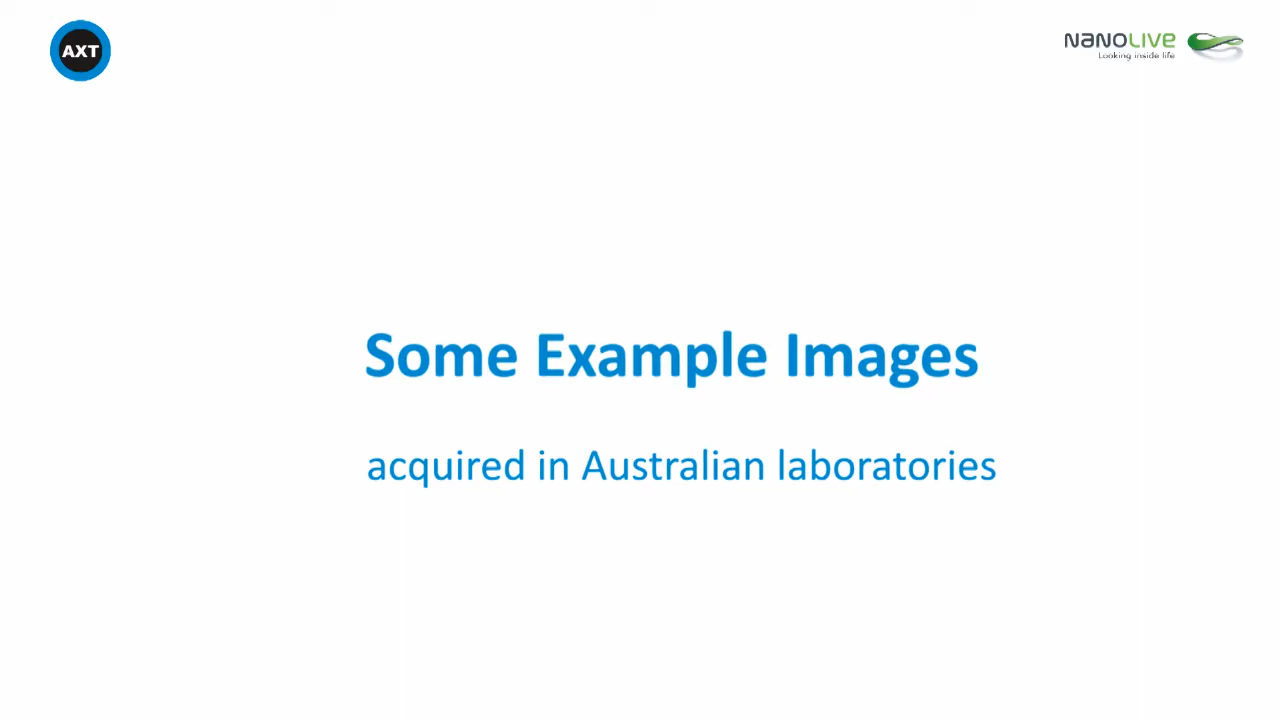 AXT
NANOLIVE
Looking inside life
Some Example Images
acquired in Australian laboratories